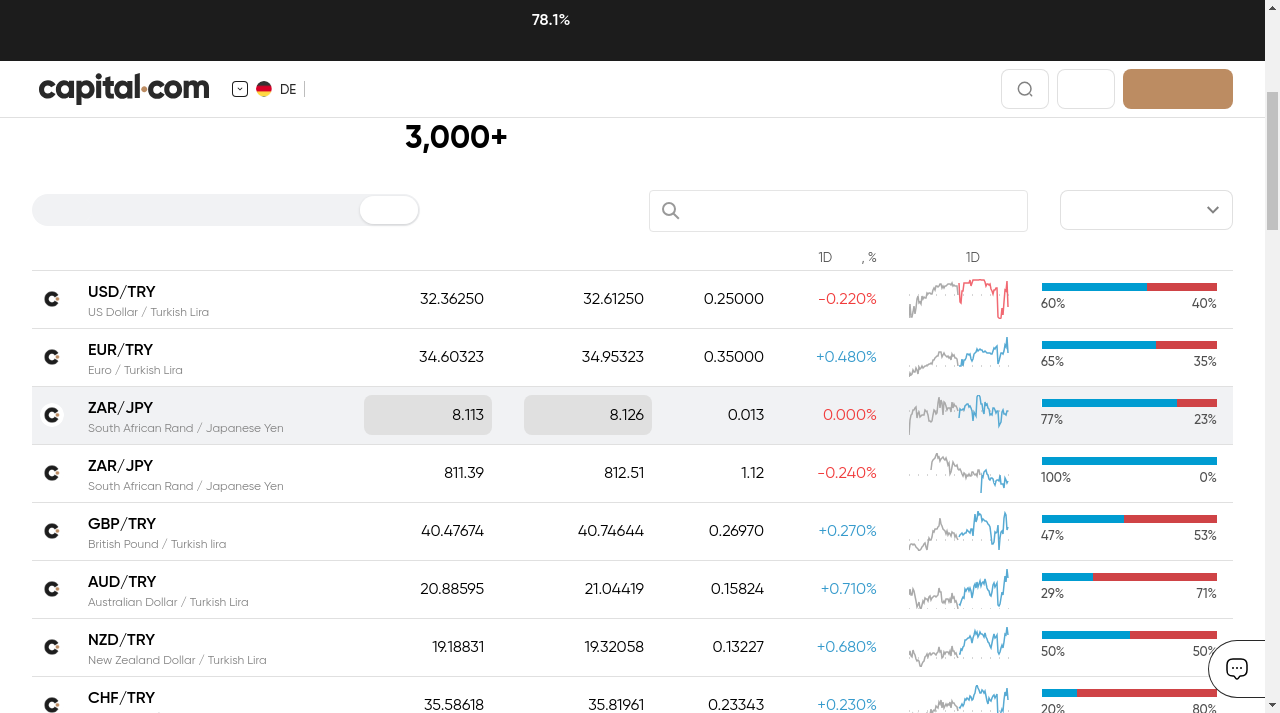 78.1%
capital.com
DE
3,000+
1D , % 1D
USD/TRY
US Dollar / Turkish Lira
32.36250 32.61250 0.25000 -0.220%
60% 40%
EUR/TRY
Euro / Turkish Lira
34.60323 34.95323 0.35000 +0.480%
65% 35%
ZAR/JPY
South African Rand / Japanese Yen
8.113 8.126 0.013 0.000%
77% 23%
ZAR/JPY
South African Rand / Japanese Yen
811.39 812.51 1.12 -0.240%
100% 0%
GBP/TRY
British Pound / Turkish lira
40.47674 40.74644 0.26970 +0.270%
47% 53%
AUD/TRY
Australian Dollar / Turkish Lira
20.88595 21.04419 0.15824 +0.710%
29% 71%
NZD/TRY
New Zealand Dollar / Turkish Lira
19.18831 19.32058 0.13227 +0.680%
50% 50%
CHF/TRY
35.58618 35.81961 0.23343 +0.230%
20% 80%